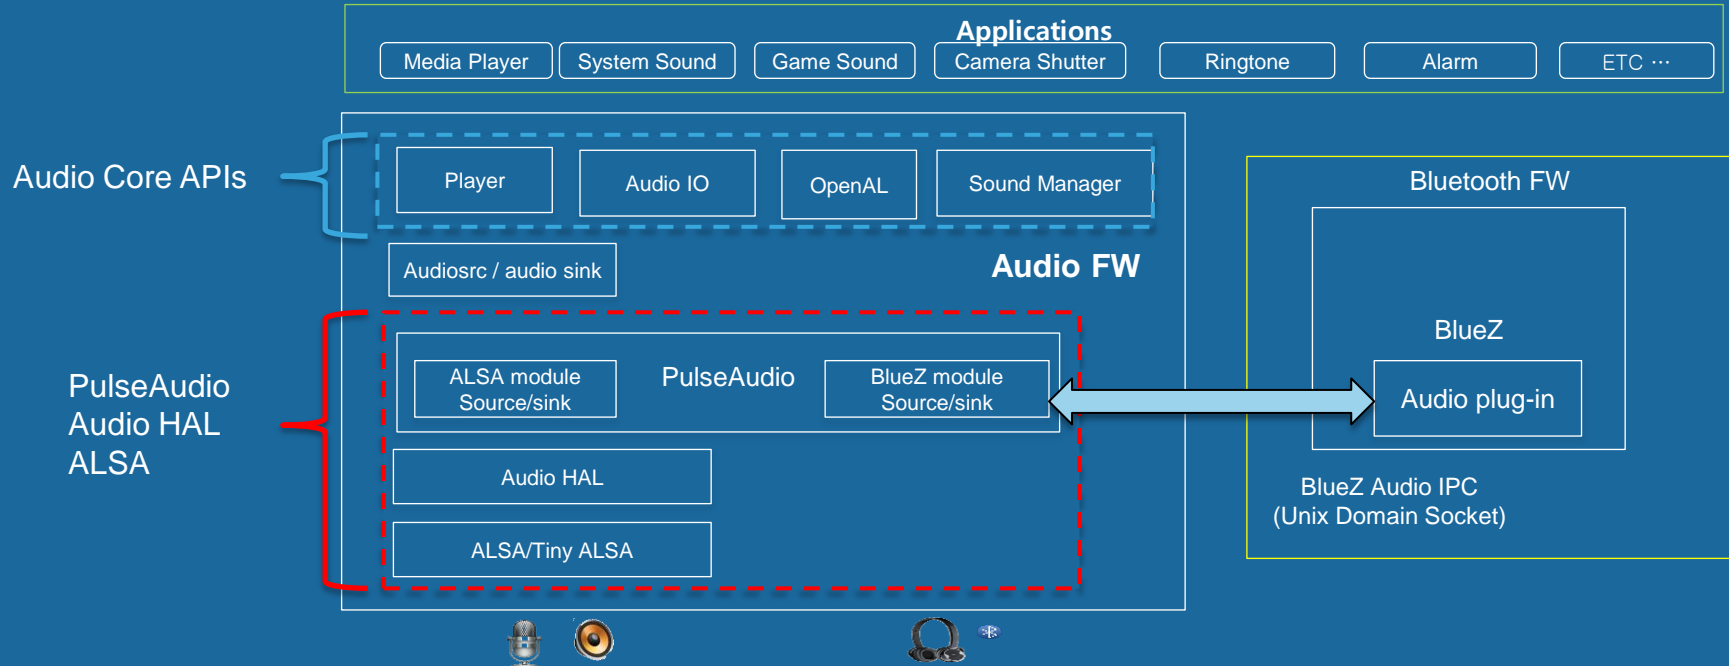 Applications
Media Player
System Sound
Game Sound
Camera Shutter
Ringtone
Alarm
ETC ⋯
Audio Core APIs
Player
Audio IO
OpenAL
Sound Manager
Audiosrc / audio sink
Audio FW
PulseAudio
Audio HAL
ALSA
ALSA module
Source/sink
PulseAudio
BlueZ module
Source/sink
Audio HAL
ALSA/Tiny ALSA
Bluetooth FW
BlueZ
Audio plug-in
BlueZ Audio IPC
(Unix Domain Socket)